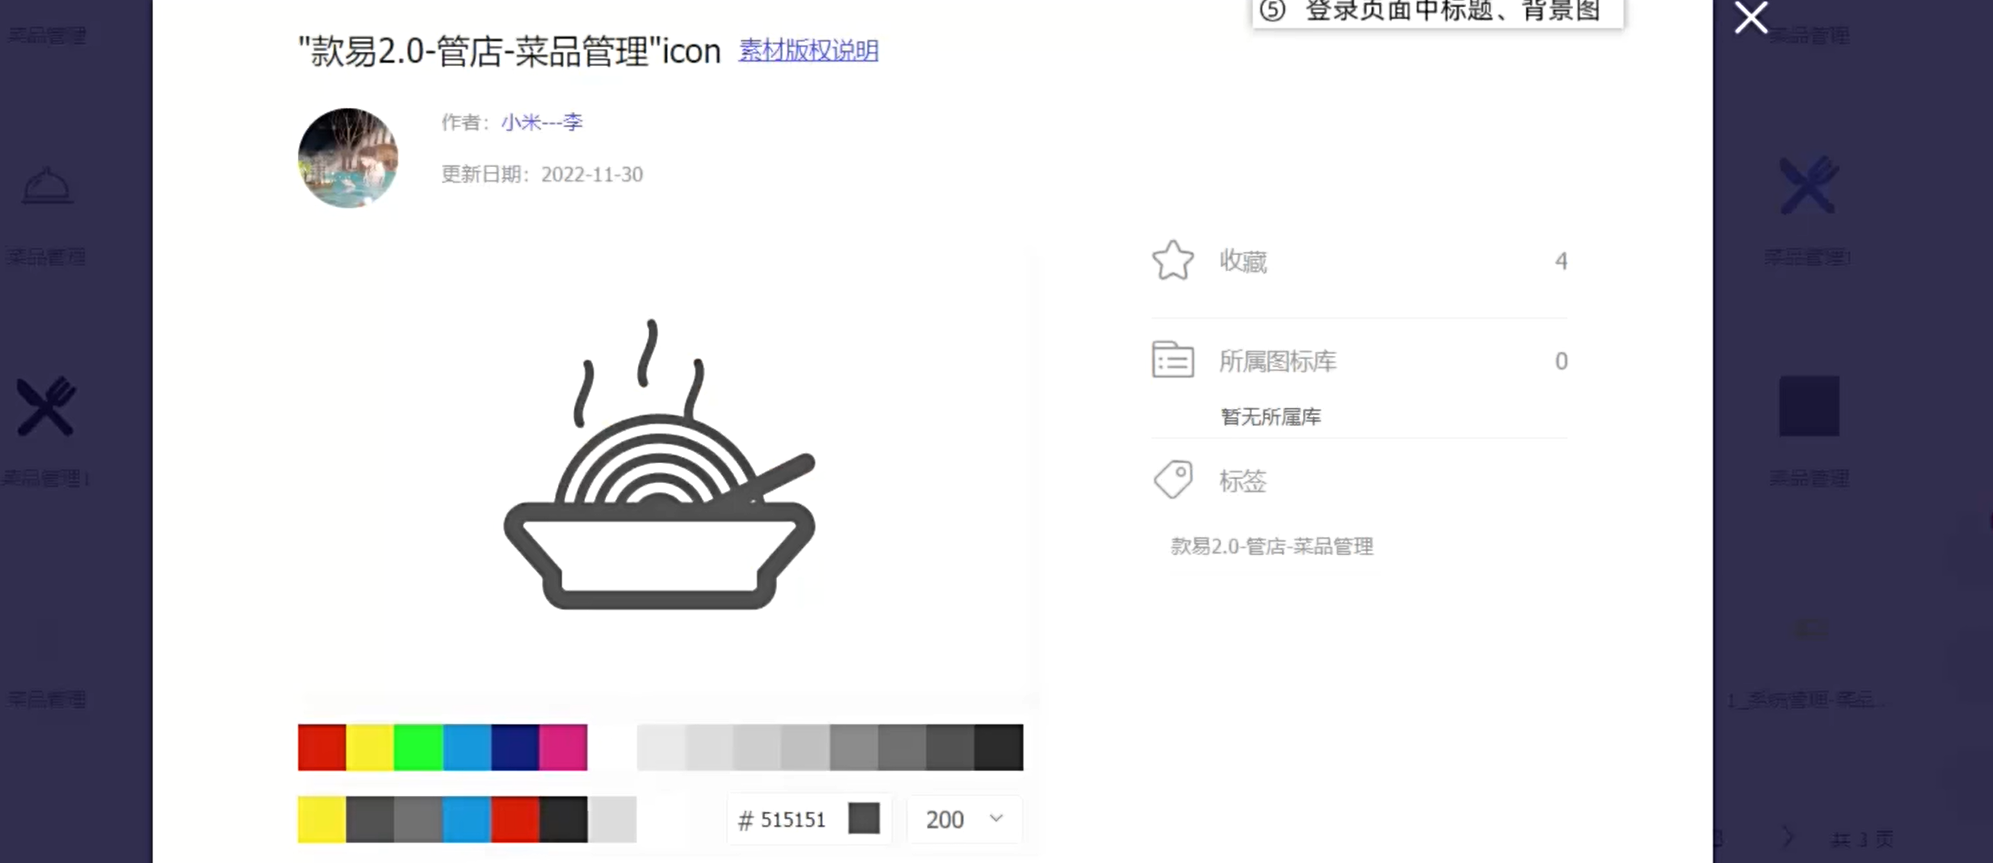 ⑤ 登录页面中标题、背景图
菜品管理
菜品管理
"款易2.0-管店-菜品管理"icon 素材版权说明
作者：小米---李
更新日期：2022-11-30
菜品管理
菜品管理1
收藏 4
所属图标库 0
暂无所属库
菜品管理1
菜品管理
标签
款易2.0-管店-菜品管理
菜品管理
1_系统管理-菜品...
# 515151 200
共 3 页